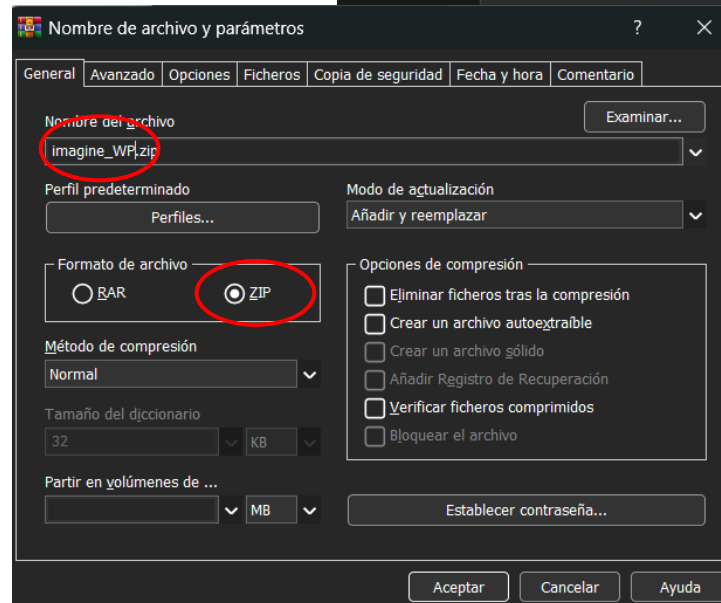 Nombre de archivo y parámetros
?
General Avanzado Opciones Ficheros Copia de seguridad Fecha y hora Comentario
Nombre del archivo
Examinar...
imagine_WP.zip
Perfil predeterminado
Modo de actualización
Perfiles...
Añadir y reemplazar
Formato de archivo
Opciones de compresión
RAR
ZIP
Eliminar ficheros tras la compresión
Crear un archivo autoextraíble
Método de compresión
Crear un archivo sólido
Normal
Añadir Registro de Recuperación
Tamaño del diccionario
Verificar ficheros comprimidos
32 KB
Bloquear el archivo
Partir en volúmenes de ...
MB
Establecer contraseña...
Aceptar
Cancelar
Ayuda